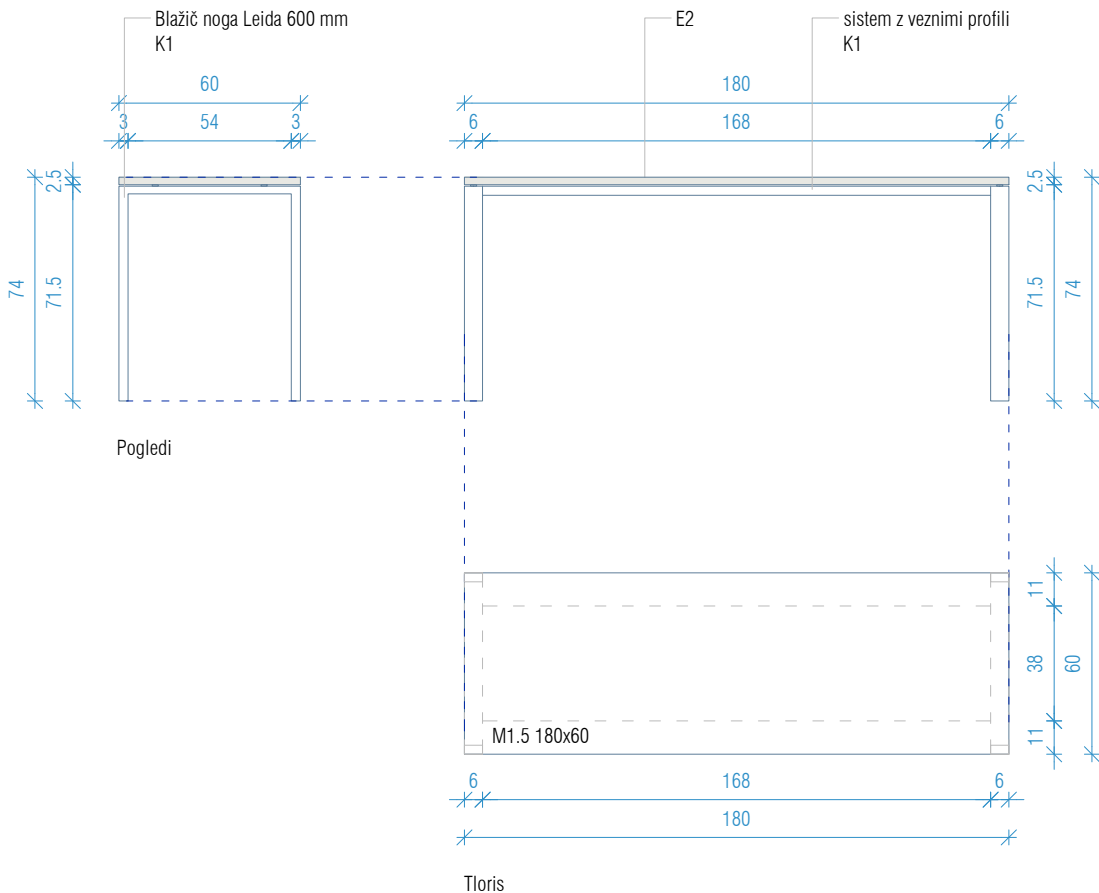 Blažič noga Leida 600 mm
K1
E2
sistem z veznimi profili
K1
60
180
3
54
3
6
168
6
2.5
71.5
74
2.5
71.5
74
Pogledi
11
38
11
60
M1.5 180x60
6
168
6
180
Tloris